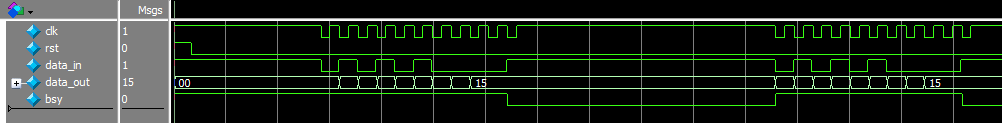 Msgs
clk 1
rst 0
data_in 1
data_out 15 00 15 15
bsy 0